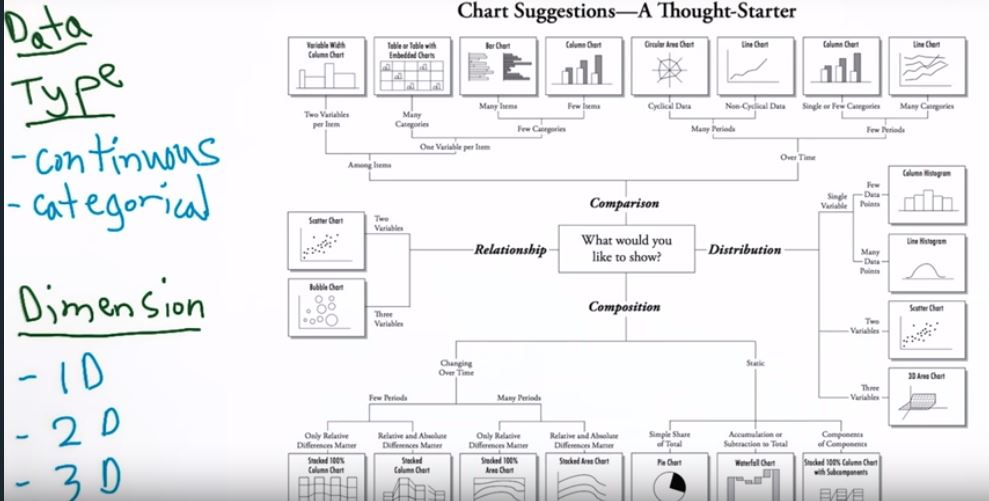 Data
Type
- continuous
- categorical
Dimension
- 1D
- 2D
- 3D
Chart Suggestions—A Thought-Starter
Variable Width
Column Chart
Table or Table with
Embedded Charts
Bar Chart
Column Chart
Circular Area Chart
Line Chart
Column Chart
Line Chart
Two Variables
per Item
Many
Categories
Many Items
Few Items
Cyclical Data
Non-Cyclical Data
Single or Few Categories
Many Categories
Few Categories
Many Periods
Few Periods
One Variable per Item
Among Items
Over Time
Comparison
What would you
like to show?
Relationship
Distribution
Composition
Scatter Chart
Two
Variables
Bubble Chart
Three
Variables
Single
Variable
Few
Data
Points
Column Histogram
Many
Data
Points
Line Histogram
Two
Variables
Scatter Chart
Three
Variables
3D Area Chart
Changing
Over Time
Static
Few Periods
Many Periods
Only Relative
Differences Matter
Relative and Absolute
Differences Matter
Only Relative
Differences Matter
Relative and Absolute
Differences Matter
Simple Share
of Total
Accumulation or
Subtraction to Total
Components
of Components
Stacked 100%
Column Chart
Stacked
Column Chart
Stacked 100%
Area Chart
Stacked Area Chart
Pie Chart
Waterfall Chart
Stacked 100% Column Chart
with Subcomponents